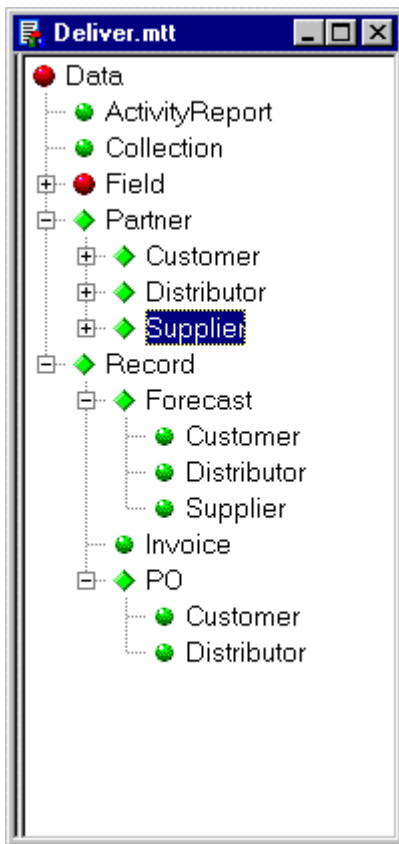 Deliver.mtt
Data
ActivityReport
Collection
Field
Partner
Customer
Distributor
Supplier
Record
Forecast
Customer
Distributor
Supplier
Invoice
PO
Customer
Distributor